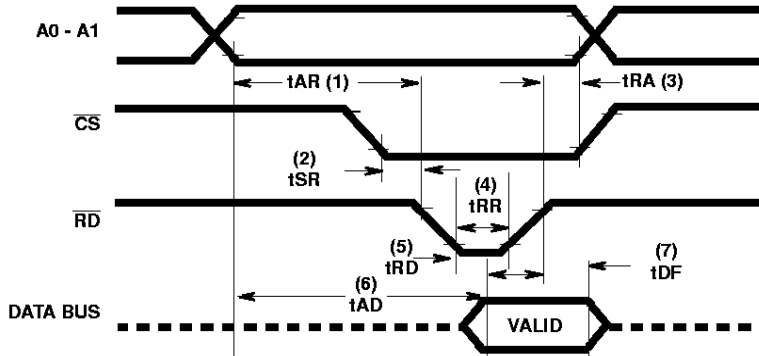 A0 - A1
tAR (1)
tRA (3)
CS
(2)
tSR
(4)
tRR
RD
(5)
tRD
(7)
tDF
(6)
tAD
DATA BUS
VALID